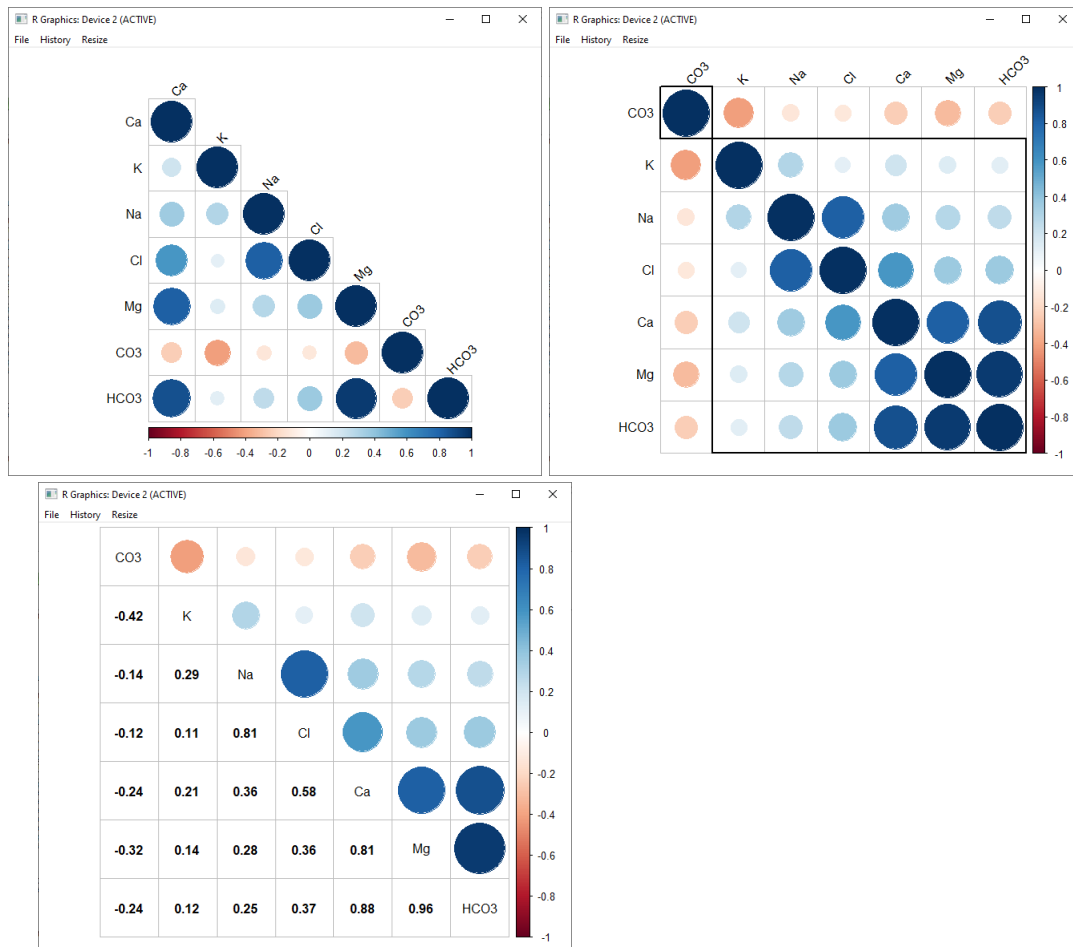 R Graphics: Device 2 (ACTIVE)
File History Resize
Ca
Ca
K
K
Na
Na
Cl
Cl
Mg
Mg
CO3
CO3
HCO3
HCO3
-1 -0.8 -0.6 -0.4 -0.2 0 0.2 0.4 0.6 0.8 1
R Graphics: Device 2 (ACTIVE)
File History Resize
CO3 K Na Cl Ca Mg HCO3
CO3
K
Na
Cl
Ca
Mg
HCO3
1
0.8
0.6
0.4
0.2
0
-0.2
-0.4
-0.6
-0.8
-1
R Graphics: Device 2 (ACTIVE)
File History Resize
CO3
-0.42 K
-0.14 0.29 Na
-0.12 0.11 0.81 Cl
-0.24 0.21 0.36 0.58 Ca
-0.32 0.14 0.28 0.36 0.81 Mg
-0.24 0.12 0.25 0.37 0.88 0.96 HCO3
1
0.8
0.6
0.4
0.2
0
-0.2
-0.4
-0.6
-0.8
-1